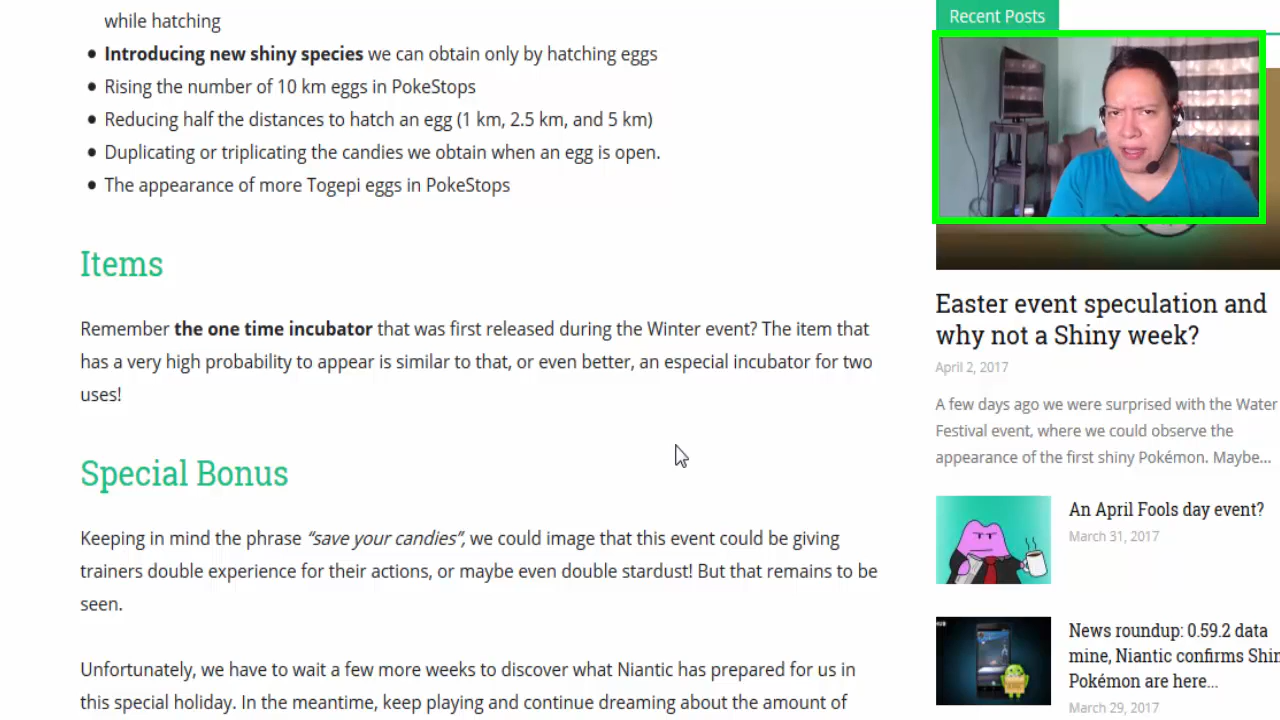 while hatching
Introducing new shiny species we can obtain only by hatching eggs
Rising the number of 10 km eggs in PokeStops
Reducing half the distances to hatch an egg (1 km, 2.5 km, and 5 km)
Duplicating or triplicating the candies we obtain when an egg is open.
The appearance of more Togepi eggs in PokeStops
Items
Remember the one time incubator that was first released during the Winter event? The item that
has a very high probability to appear is similar to that, or even better, an especial incubator for two
uses!
Special Bonus
Keeping in mind the phrase “save your candies”, we could image that this event could be giving
trainers double experience for their actions, or maybe even double stardust! But that remains to be
seen.
Unfortunately, we have to wait a few more weeks to discover what Niantic has prepared for us in
this special holiday. In the meantime, keep playing and continue dreaming about the amount of
Recent Posts
Easter event speculation and
why not a Shiny week?
April 2, 2017
A few days ago we were surprised with the Water
Festival event, where we could observe the
appearance of the first shiny Pokémon. Maybe...
An April Fools day event?
March 31, 2017
News roundup: 0.59.2 data
mine, Niantic confirms Shin
Pokémon are here...
March 29, 2017